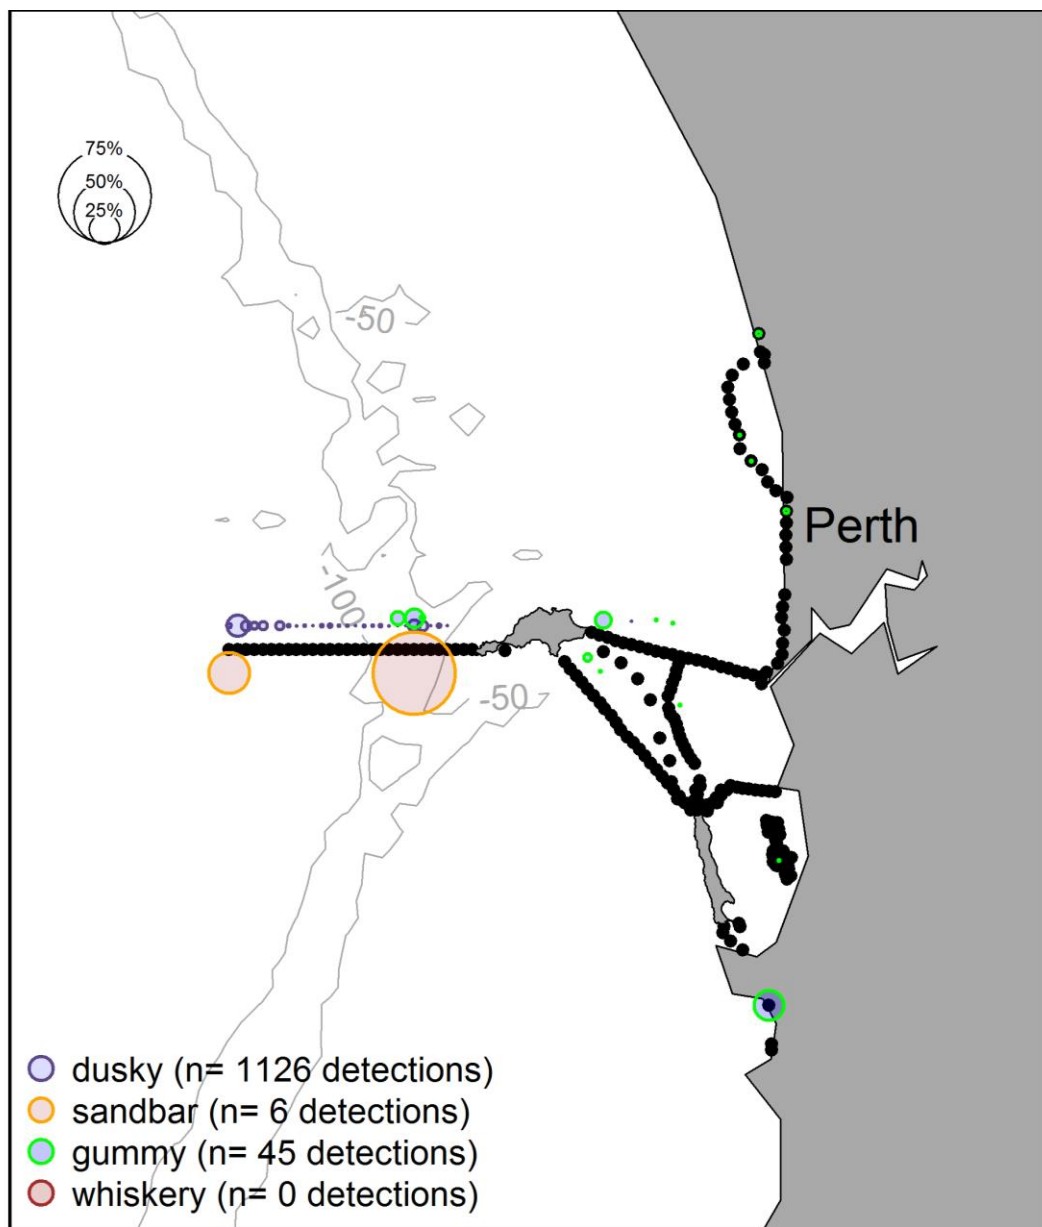 75%
50%
25%
-50
Perth
-100
-50
dusky (n= 1126 detections)
sandbar (n= 6 detections)
gummy (n= 45 detections)
whiskery (n= 0 detections)